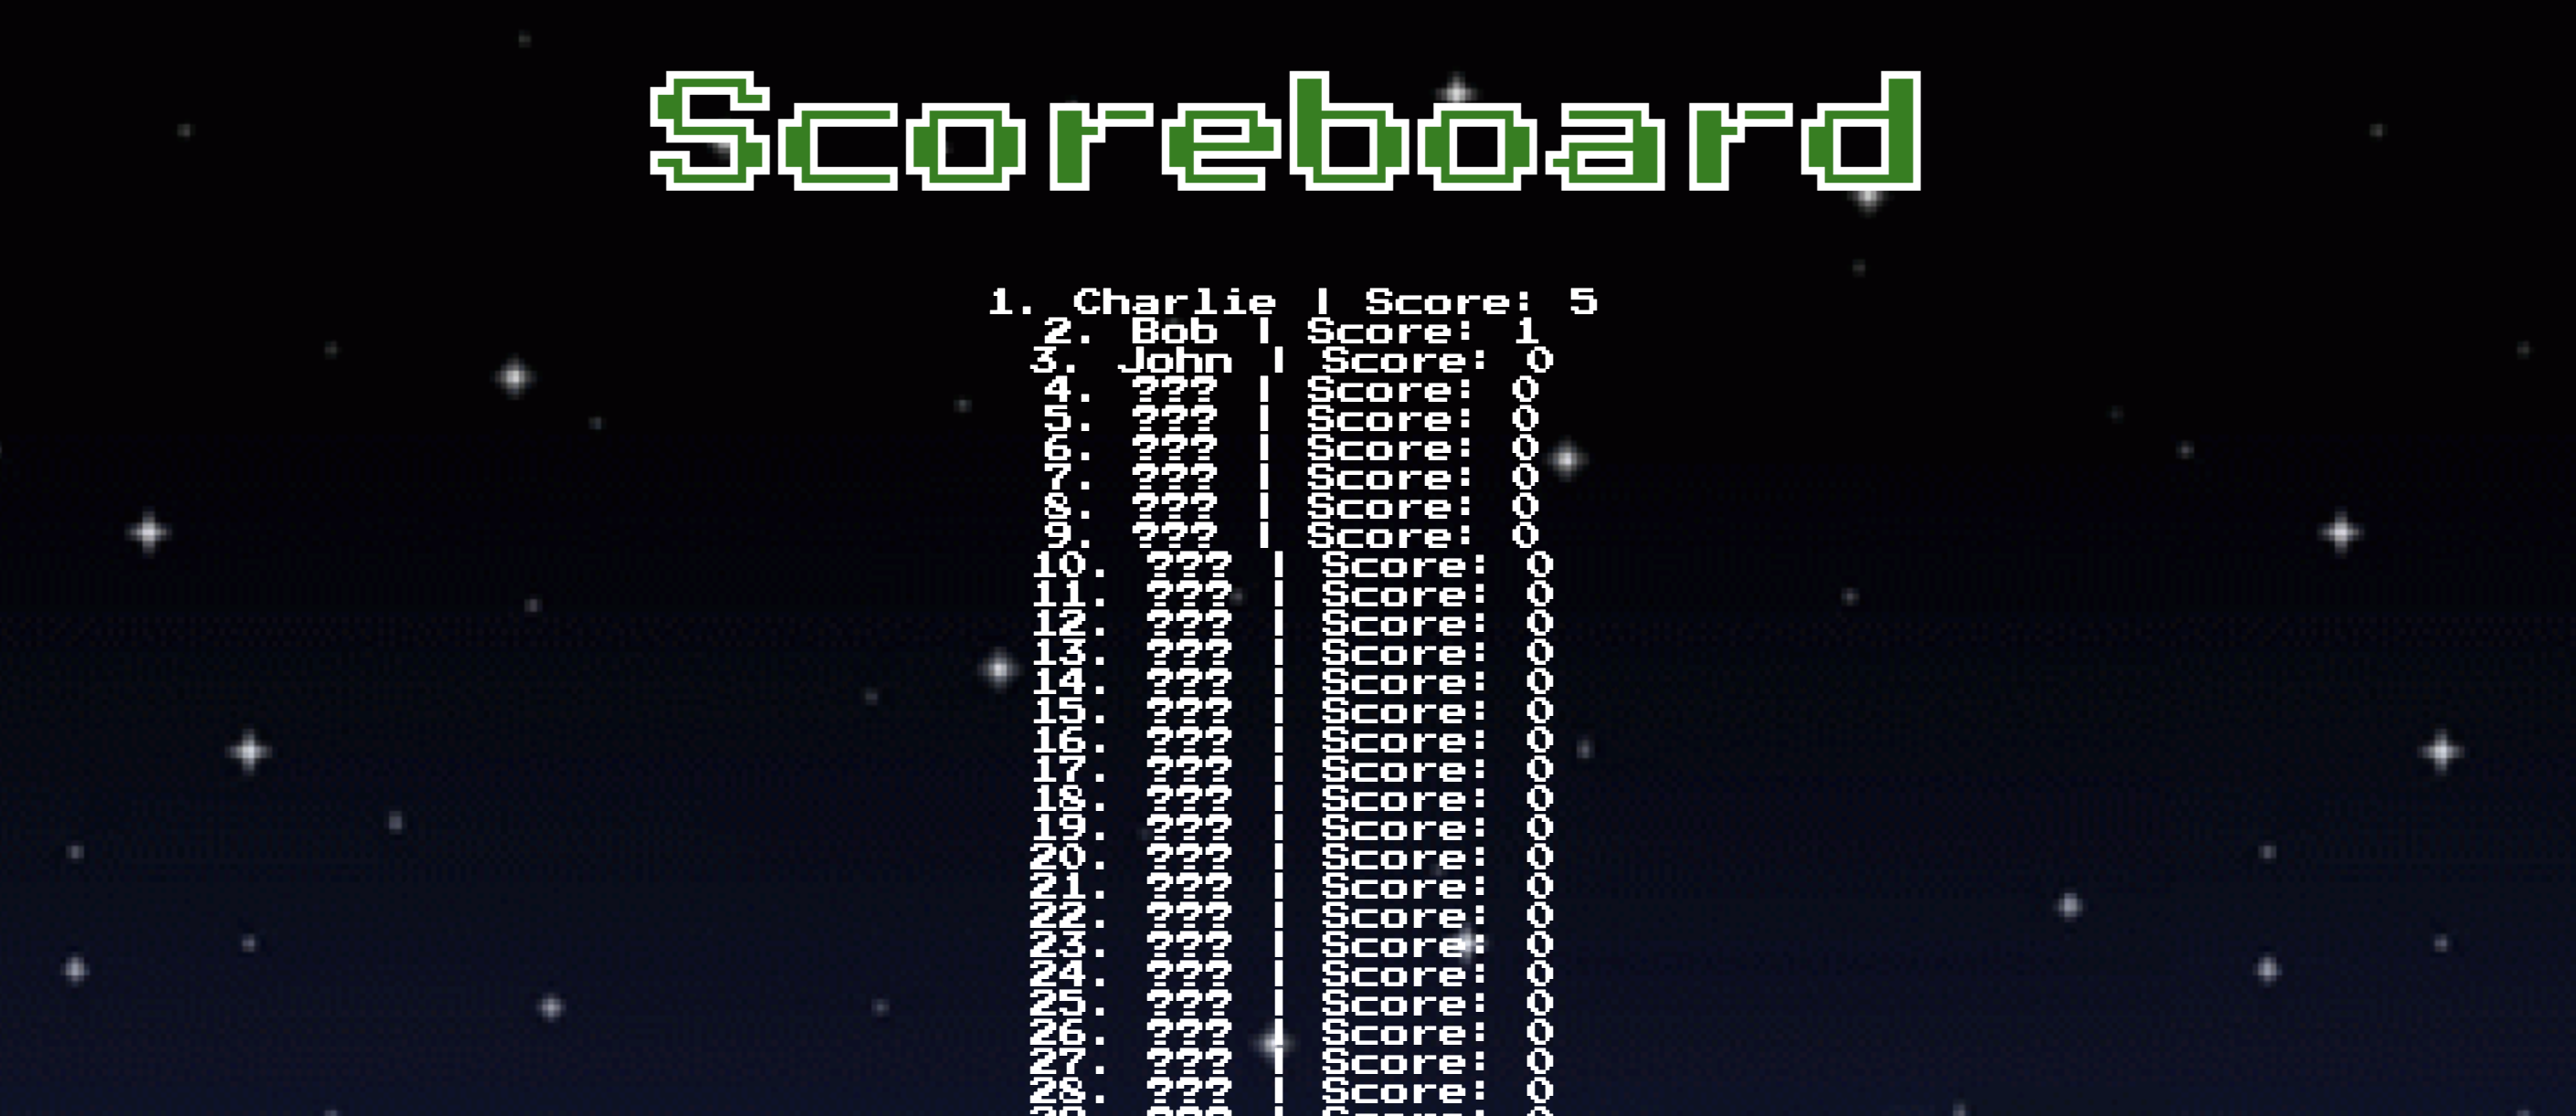 Scoreboard
1. Charlie | Score: 5
2. Bob | Score: 1
3. John | Score: 0
4. ??? | Score: 0
5. ??? | Score: 0
6. ??? | Score: 0
7. ??? | Score: 0
8. ??? | Score: 0
9. ??? | Score: 0
10. ??? | Score: 0
11. ??? | Score: 0
12. ??? | Score: 0
13. ??? | Score: 0
14. ??? | Score: 0
15. ??? | Score: 0
16. ??? | Score: 0
17. ??? | Score: 0
18. ??? | Score: 0
19. ??? | Score: 0
20. ??? | Score: 0
21. ??? | Score: 0
22. ??? | Score: 0
23. ??? | Score: 0
24. ??? | Score: 0
25. ??? | Score: 0
26. ??? | Score: 0
27. ??? | Score: 0
28. ??? | Score: 0